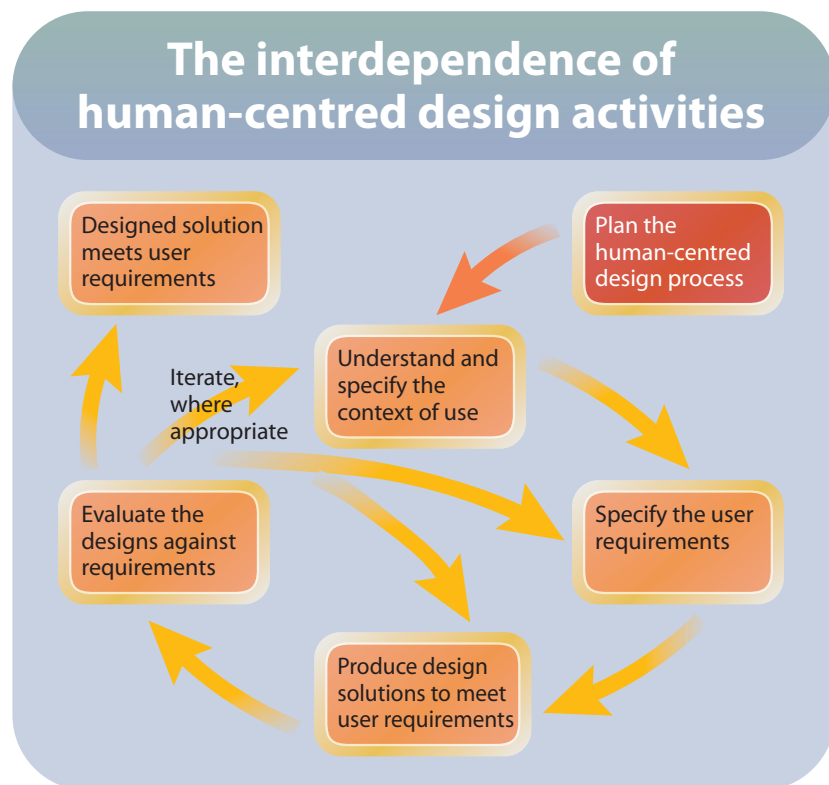 The interdependence of
human-centred design activities
Designed solution
meets user
requirements
Plan the
human-centred
design process
Understand and
specify the
context of use
Iterate,
where
appropriate
Evaluate the
designs against
requirements
Specify the user
requirements
Produce design
solutions to meet
user requirements